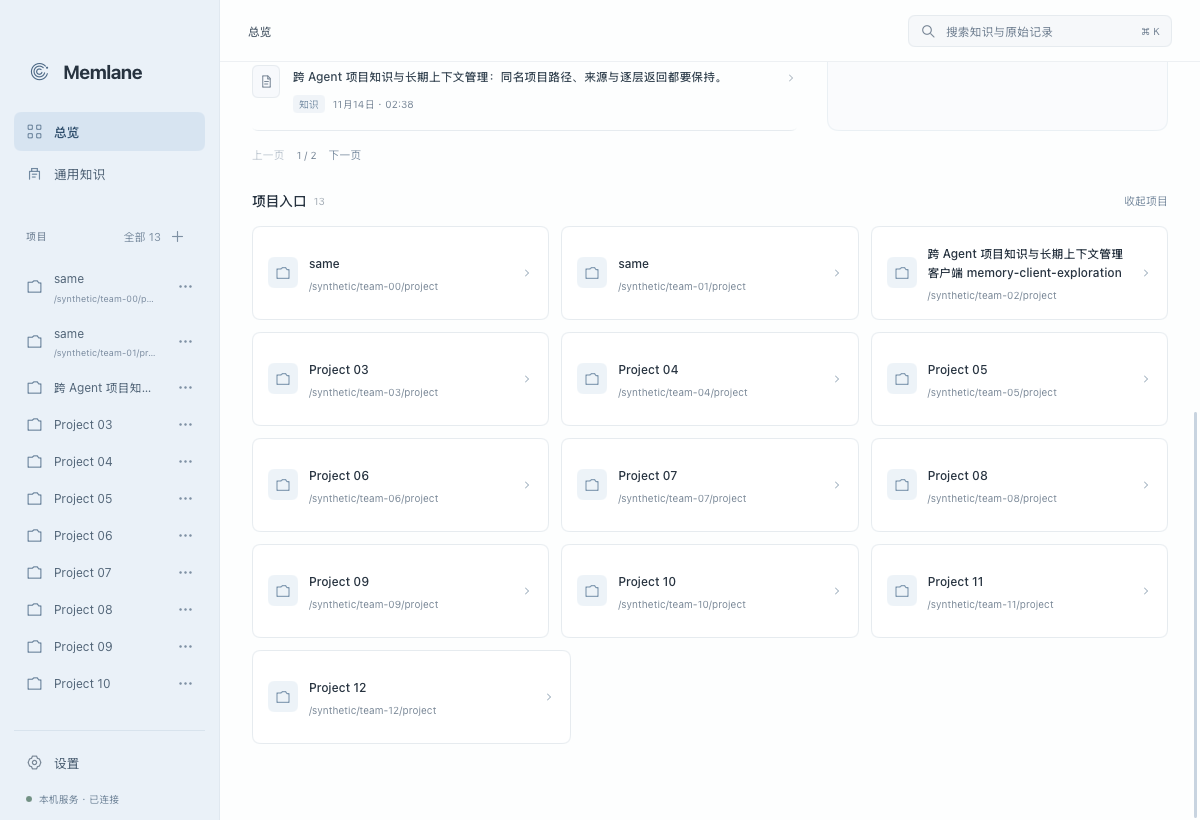 Memlane
总览
通用知识
项目
全部 13
same
/synthetic/team-00/p...
same
/synthetic/team-01/pr...
跨 Agent 项目知...
Project 03
Project 04
Project 05
Project 06
Project 07
Project 08
Project 09
Project 10
设置
本机服务 · 已连接
总览
搜索知识与原始记录
⌘ K
跨 Agent 项目知识与长期上下文管理：同名项目路径、来源与逐层返回都要保持。
知识 11月14日 · 02:38
上一页 1 / 2 下一页
项目入口 13
收起项目
same
/synthetic/team-00/project
same
/synthetic/team-01/project
跨 Agent 项目知识与长期上下文管理
客户端 memory-client-exploration
/synthetic/team-02/project
Project 03
/synthetic/team-03/project
Project 04
/synthetic/team-04/project
Project 05
/synthetic/team-05/project
Project 06
/synthetic/team-06/project
Project 07
/synthetic/team-07/project
Project 08
/synthetic/team-08/project
Project 09
/synthetic/team-09/project
Project 10
/synthetic/team-10/project
Project 11
/synthetic/team-11/project
Project 12
/synthetic/team-12/project